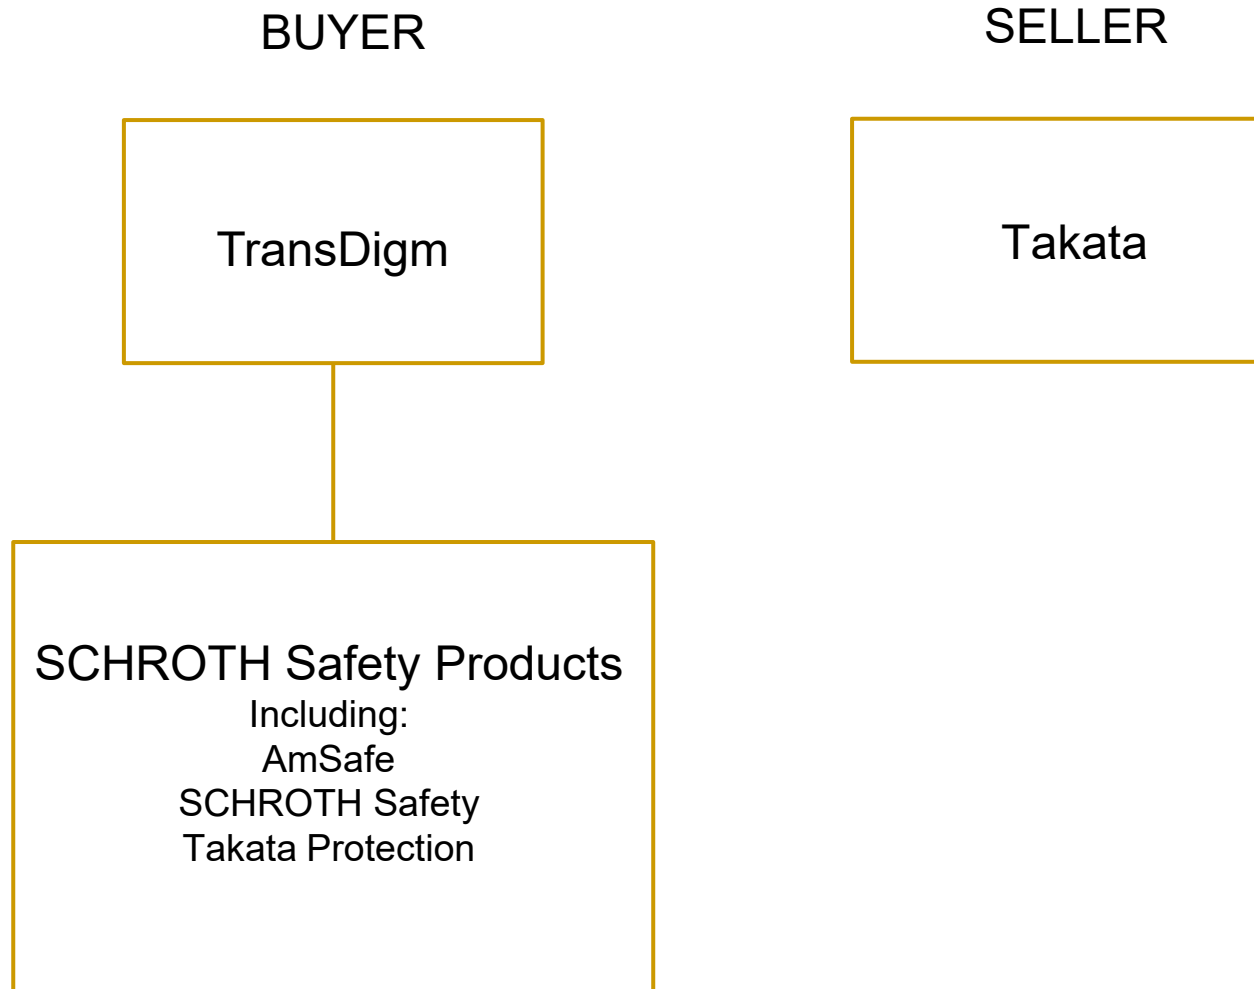 BUYER
SELLER
TransDigm
Takata
SCHROTH Safety Products
Including:
AmSafe
SCHROTH Safety
Takata Protection